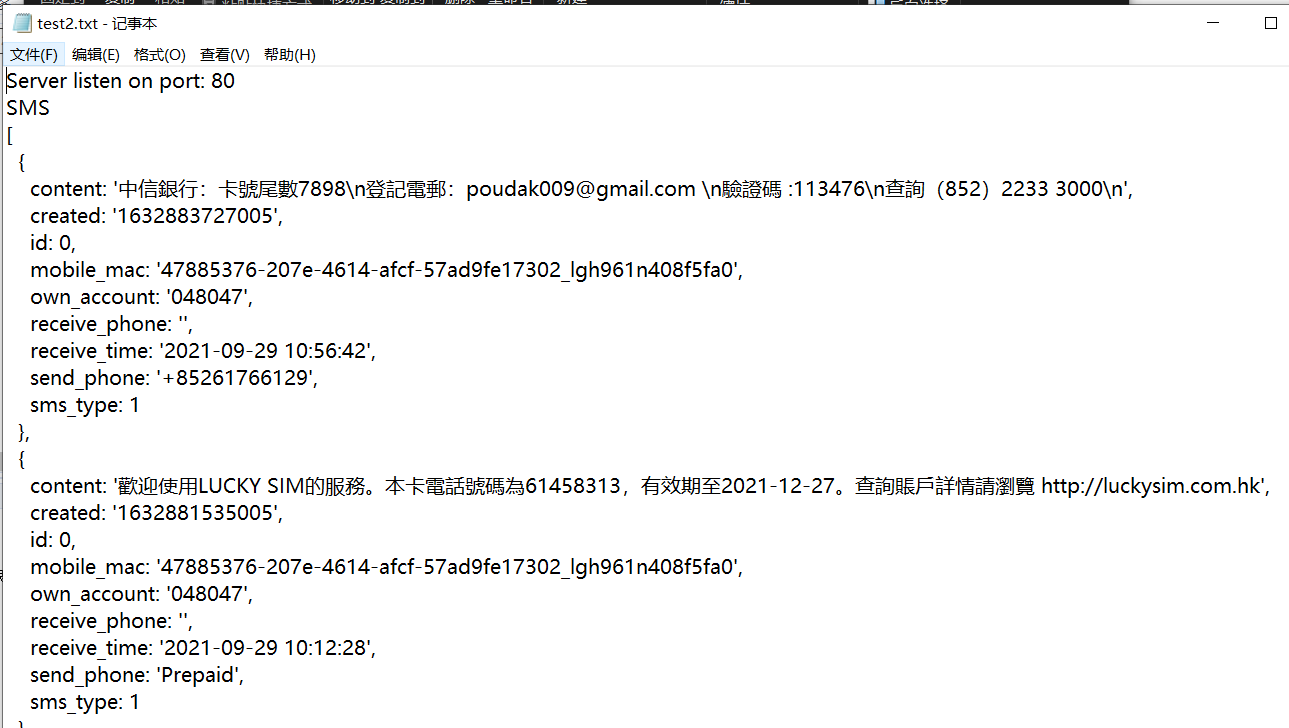 test2.txt - 记事本
文件(F) 编辑(E) 格式(O) 查看(V) 帮助(H)
Server listen on port: 80
SMS
[
{
content: '中信銀行：卡號尾數7898\n登記電郵：poudak009@gmail.com \n驗證碼 :113476\n查詢（852）2233 3000\n',
created: '1632883727005',
id: 0,
mobile_mac: '47885376-207e-4614-afcf-57ad9fe17302_lgh961n408f5fa0',
own_account: '048047',
receive_phone: '',
receive_time: '2021-09-29 10:56:42',
send_phone: '+85261766129',
sms_type: 1
},
{
content: '歡迎使用LUCKY SIM的服務。本卡電話號碼為61458313，有效期至2021-12-27。查詢賬戶詳情請瀏覽 http://luckysim.com.hk',
created: '1632881535005',
id: 0,
mobile_mac: '47885376-207e-4614-afcf-57ad9fe17302_lgh961n408f5fa0',
own_account: '048047',
receive_phone: '',
receive_time: '2021-09-29 10:12:28',
send_phone: 'Prepaid',
sms_type: 1